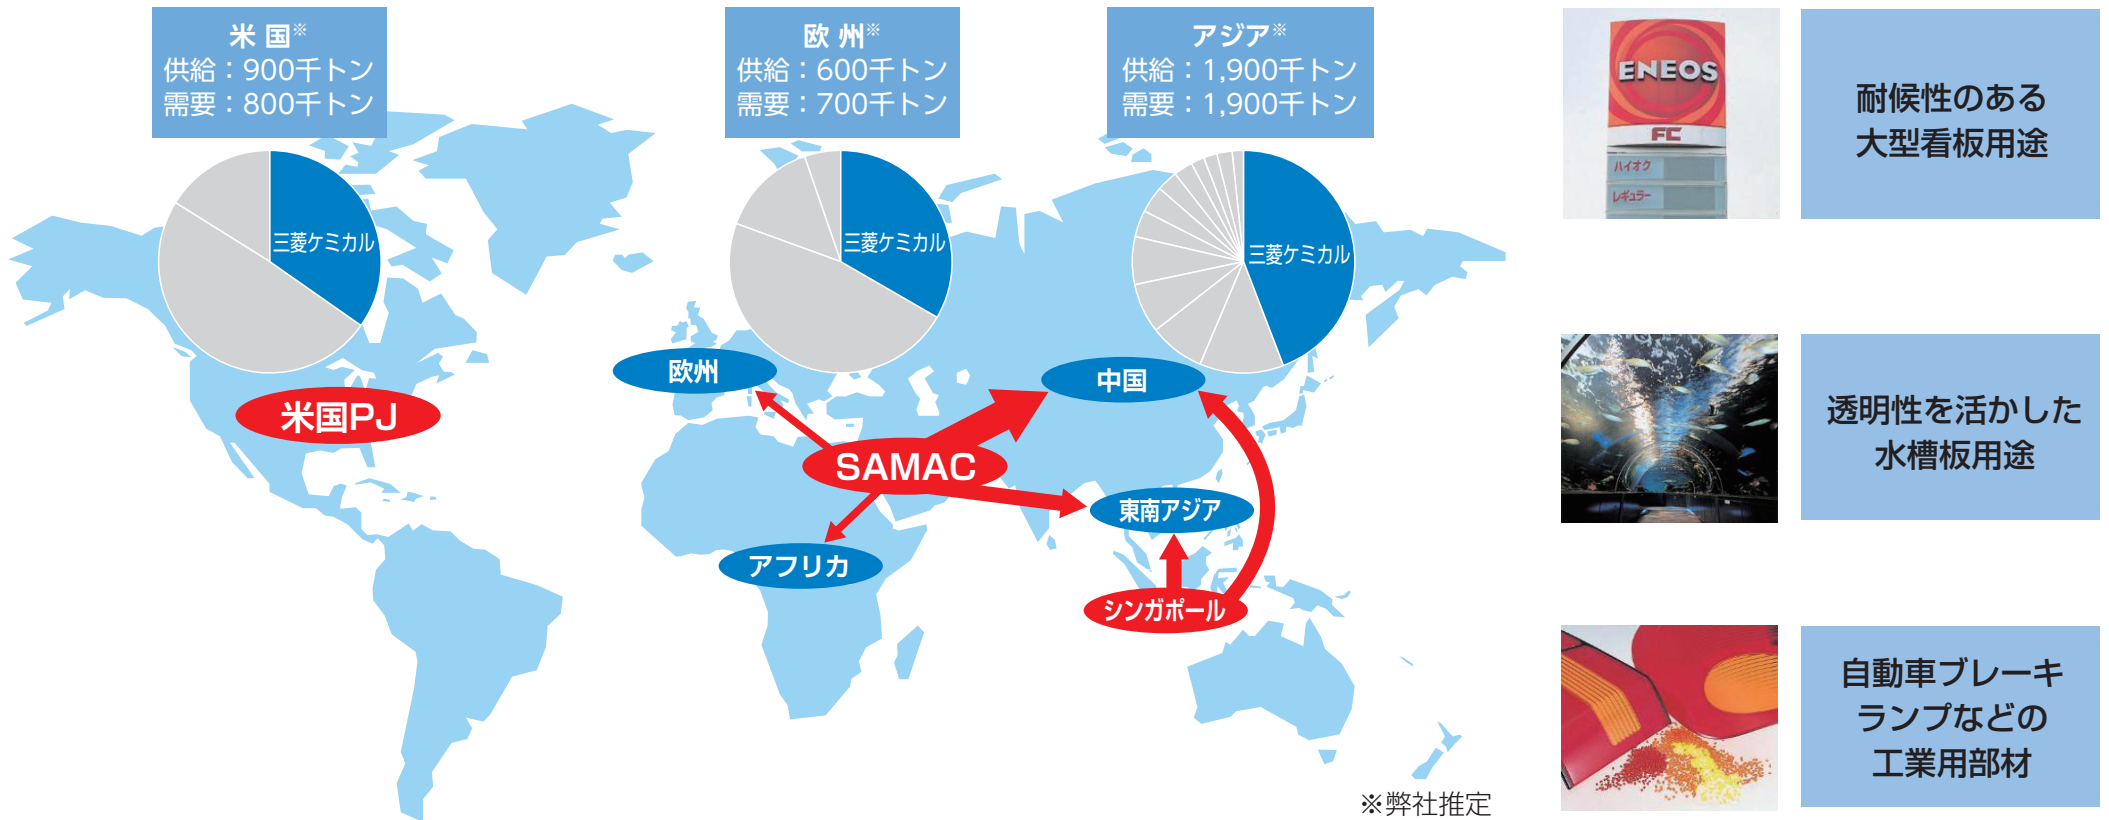 米 国※
供給：900千トン
需要：800千トン
欧 州※
供給：600千トン
需要：700千トン
アジア※
供給：1,900千トン
需要：1,900千トン
三菱ケミカル
三菱ケミカル
三菱ケミカル
欧州
中国
米国PJ
SAMAC
東南アジア
アフリカ
シンガポール
※弊社推定
ENEOS
FC
ハイオク
レギュラー
耐候性のある
大型看板用途
透明性を活かした
水槽板用途
自動車ブレーキ
ランプなどの
工業用部材